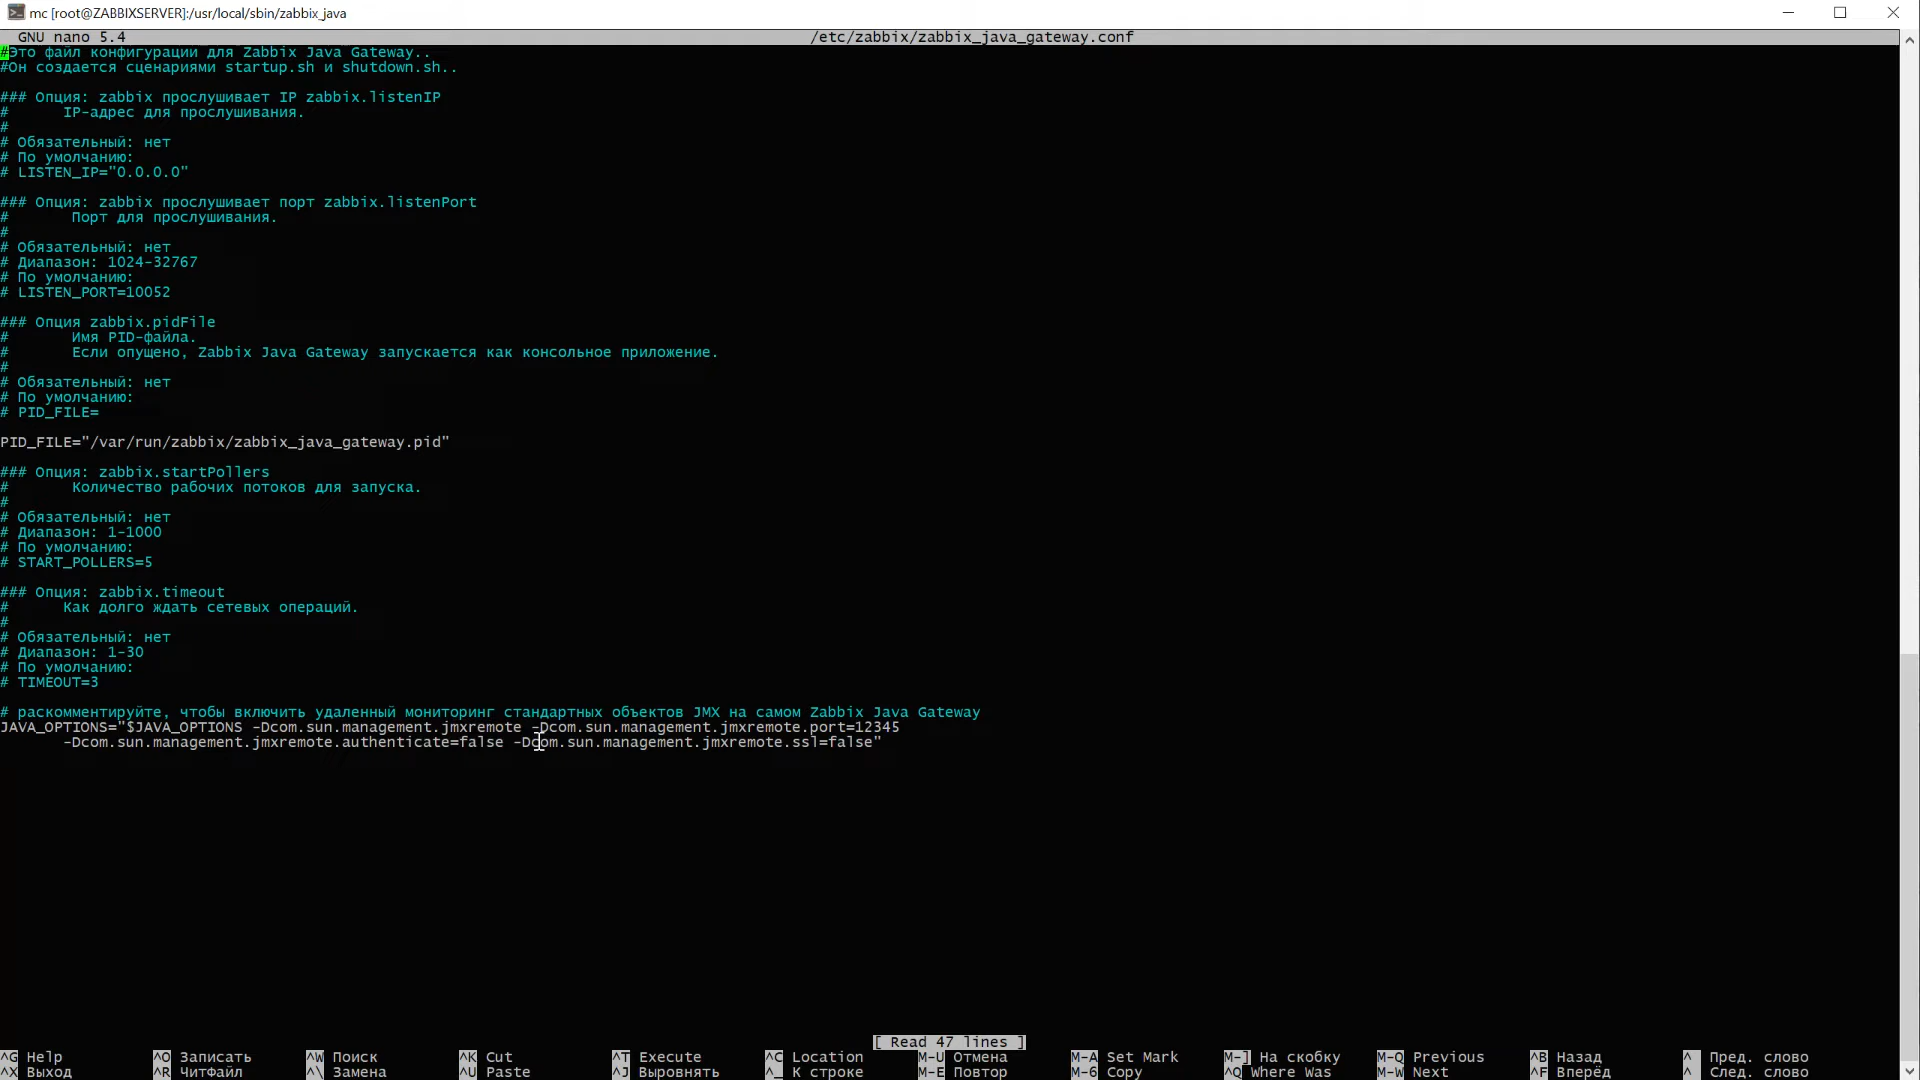 mc [root@ZABBIXSERVER]:/usr/local/sbin/zabbix_java
GNU nano 5.4 /etc/zabbix/zabbix_java_gateway.conf
#Это файл конфигурации для Zabbix Java Gateway..
#Он создается сценариями startup.sh и shutdown.sh..
### Опция: zabbix прослушивает IP zabbix.listenIP
# IP-адрес для прослушивания.
#
# Обязательный: нет
# По умолчанию:
# LISTEN_IP="0.0.0.0"
### Опция: zabbix прослушивает порт zabbix.listenPort
# Порт для прослушивания.
#
# Обязательный: нет
# Диапазон: 1024-32767
# По умолчанию:
# LISTEN_PORT=10052
### Опция zabbix.pidFile
# Имя PID-файла.
# Если опущено, Zabbix Java Gateway запускается как консольное приложение.
#
# Обязательный: нет
# По умолчанию:
# PID_FILE=
PID_FILE="/var/run/zabbix/zabbix_java_gateway.pid"
### Опция: zabbix.startPollers
# Количество рабочих потоков для запуска.
#
# Обязательный: нет
# Диапазон: 1-1000
# По умолчанию:
# START_POLLERS=5
### Опция: zabbix.timeout
# Как долго ждать сетевых операций.
#
# Обязательный: нет
# Диапазон: 1-30
# По умолчанию:
# TIMEOUT=3
# раскомментируйте, чтобы включить удаленный мониторинг стандартных объектов JMX на самом Zabbix Java Gateway
JAVA_OPTIONS="$JAVA_OPTIONS -Dcom.sun.management.jmxremote -Dcom.sun.management.jmxremote.port=12345
-Dcom.sun.management.jmxremote.authenticate=false -Dcom.sun.management.jmxremote.ssl=false"
[ Read 47 lines ]
^G Help ^O Записать ^W Поиск ^K Cut ^T Execute ^C Location M-U Отмена M-A Set Mark M-] На скобку M-Q Previous ^B Назад ^ Пред. слово
^X Выход ^R ЧитФайл ^\ Замена ^U Paste ^J Выровнять ^_ К строке M-E Повтор M-6 Copy ^Q Where Was M-W Next ^F Вперёд ^ След. слово